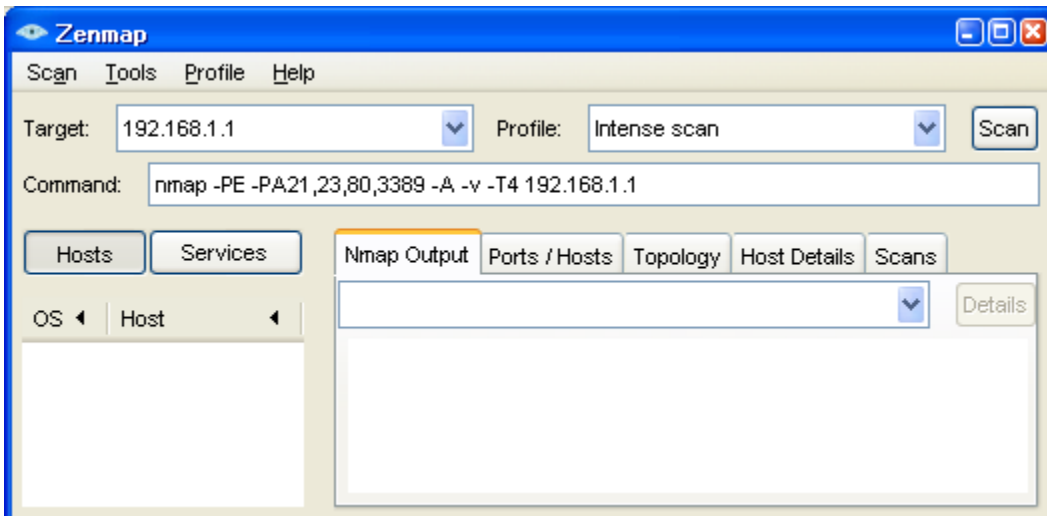 Zenmap
Scan Tools Profile Help
Target: 192.168.1.1 Profile: Intense scan Scan
Command: nmap -PE -PA21,23,80,3389 -A -v -T4 192.168.1.1
Hosts Services Nmap Output Ports / Hosts Topology Host Details Scans
OS Host Details